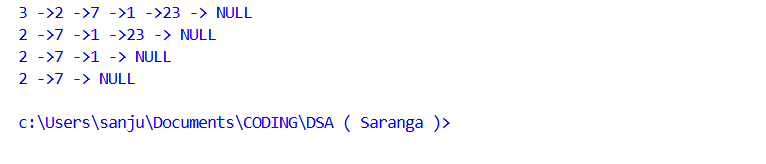 3 ->2 ->7 ->1 ->23 -> NULL
2 ->7 ->1 ->23 -> NULL
2 ->7 ->1 -> NULL
2 ->7 -> NULL
c:\Users\sanju\Documents\CODING\DSA ( Saranga )>